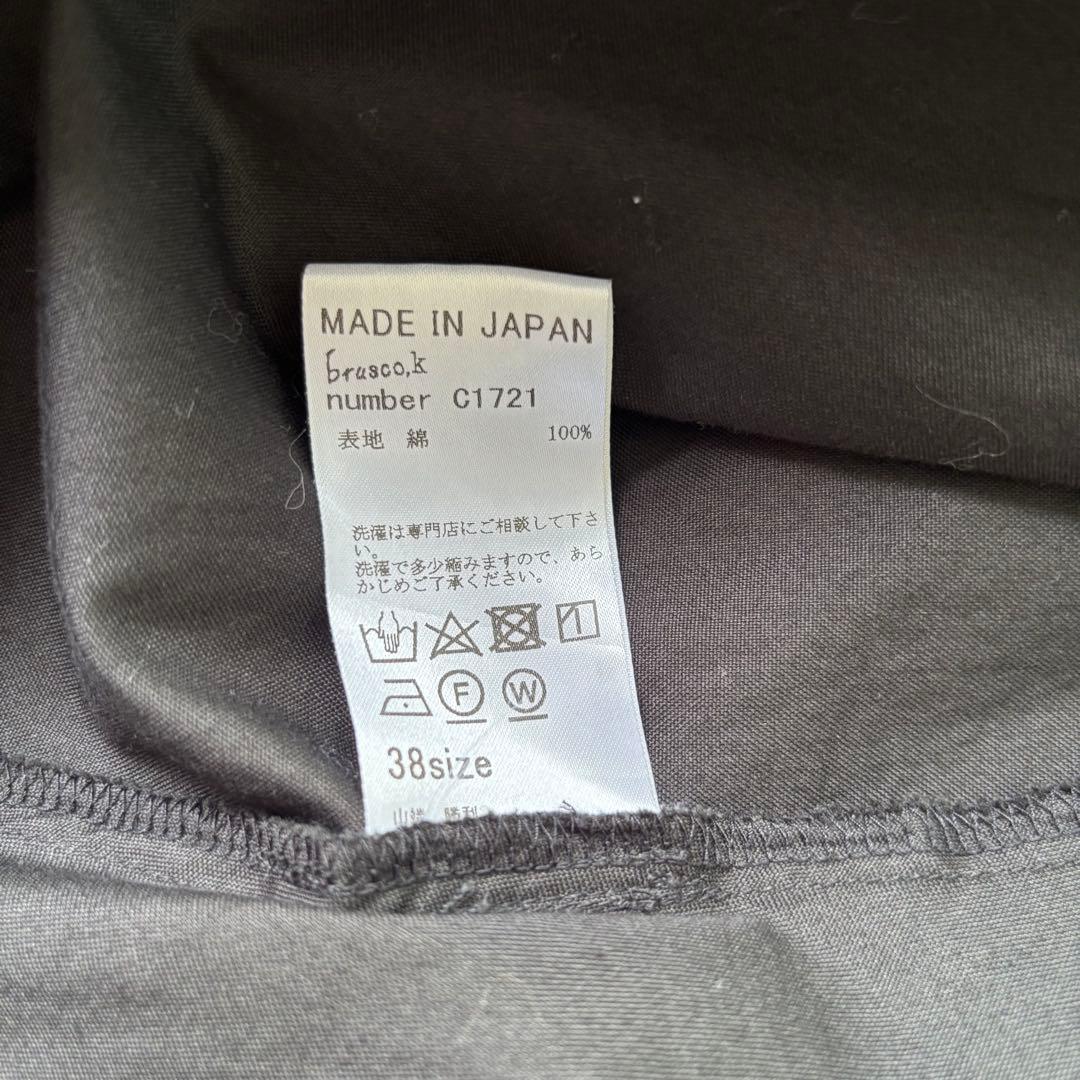 MADE IN JAPAN
brusco,k
number C1721
表地 綿 100%
洗濯は専門店にご相談して下さ
い。
洗濯で多少縮みますので、あら
かじめご了承ください。
F W
38size